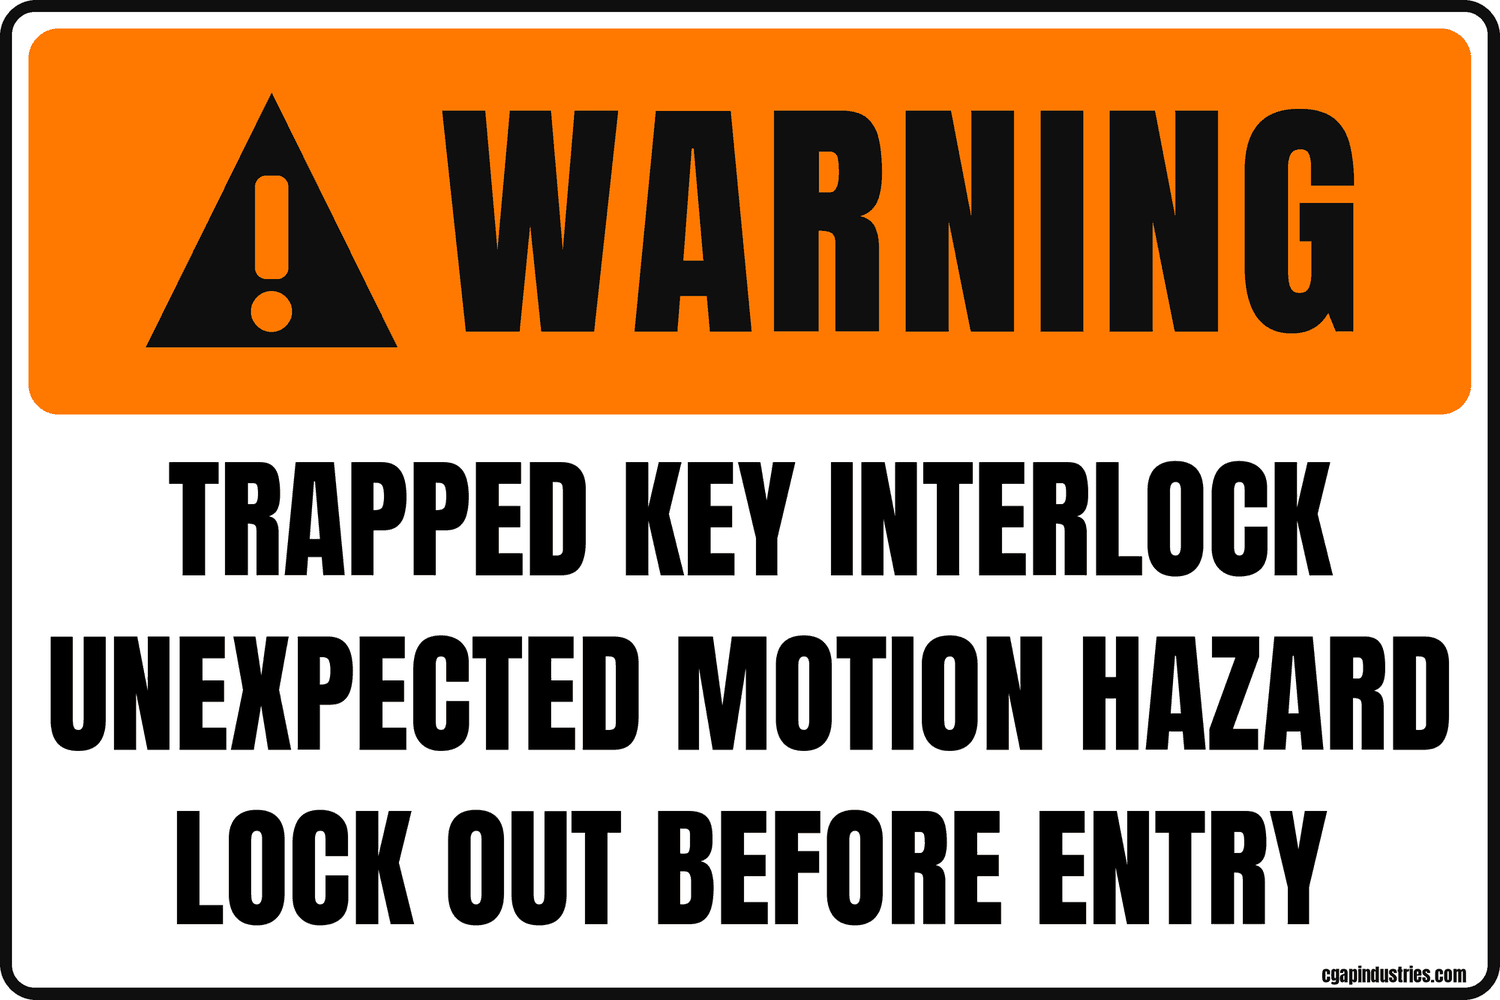 WARNING
TRAPPED KEY INTERLOCK
UNEXPECTED MOTION HAZARD
LOCK OUT BEFORE ENTRY
cgapindustries.com